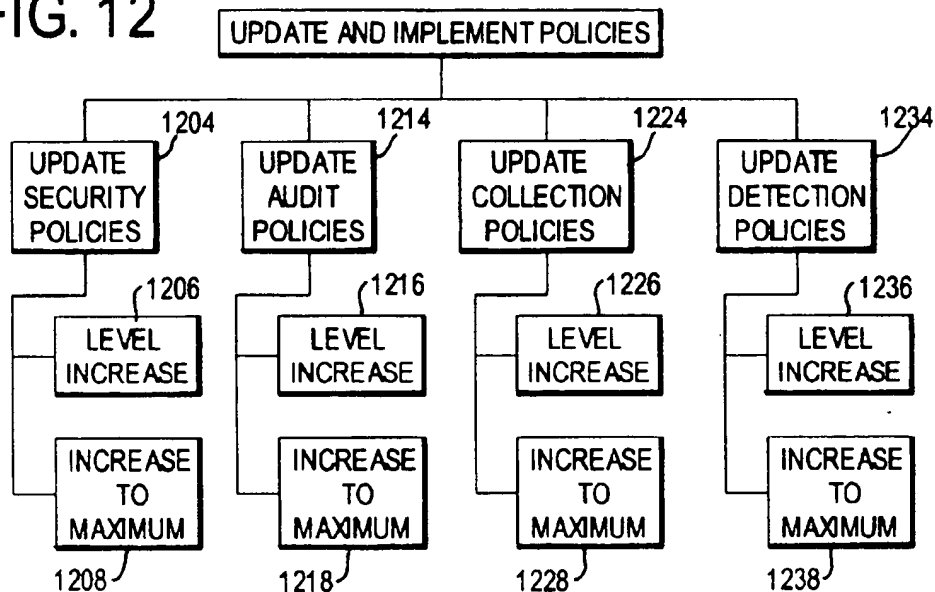 FIG. 12
UPDATE AND IMPLEMENT POLICIES
1204
1214
1224
1234
UPDATE
SECURITY
POLICIES
UPDATE
AUDIT
POLICIES
UPDATE
COLLECTION
POLICIES
UPDATE
DETECTION
POLICIES
1206
1216
1226
1236
LEVEL
INCREASE
LEVEL
INCREASE
LEVEL
INCREASE
LEVEL
INCREASE
INCREASE
TO
MAXIMUM
INCREASE
TO
MAXIMUM
INCREASE
TO
MAXIMUM
INCREASE
TO
MAXIMUM
1208
1218
1228
1238